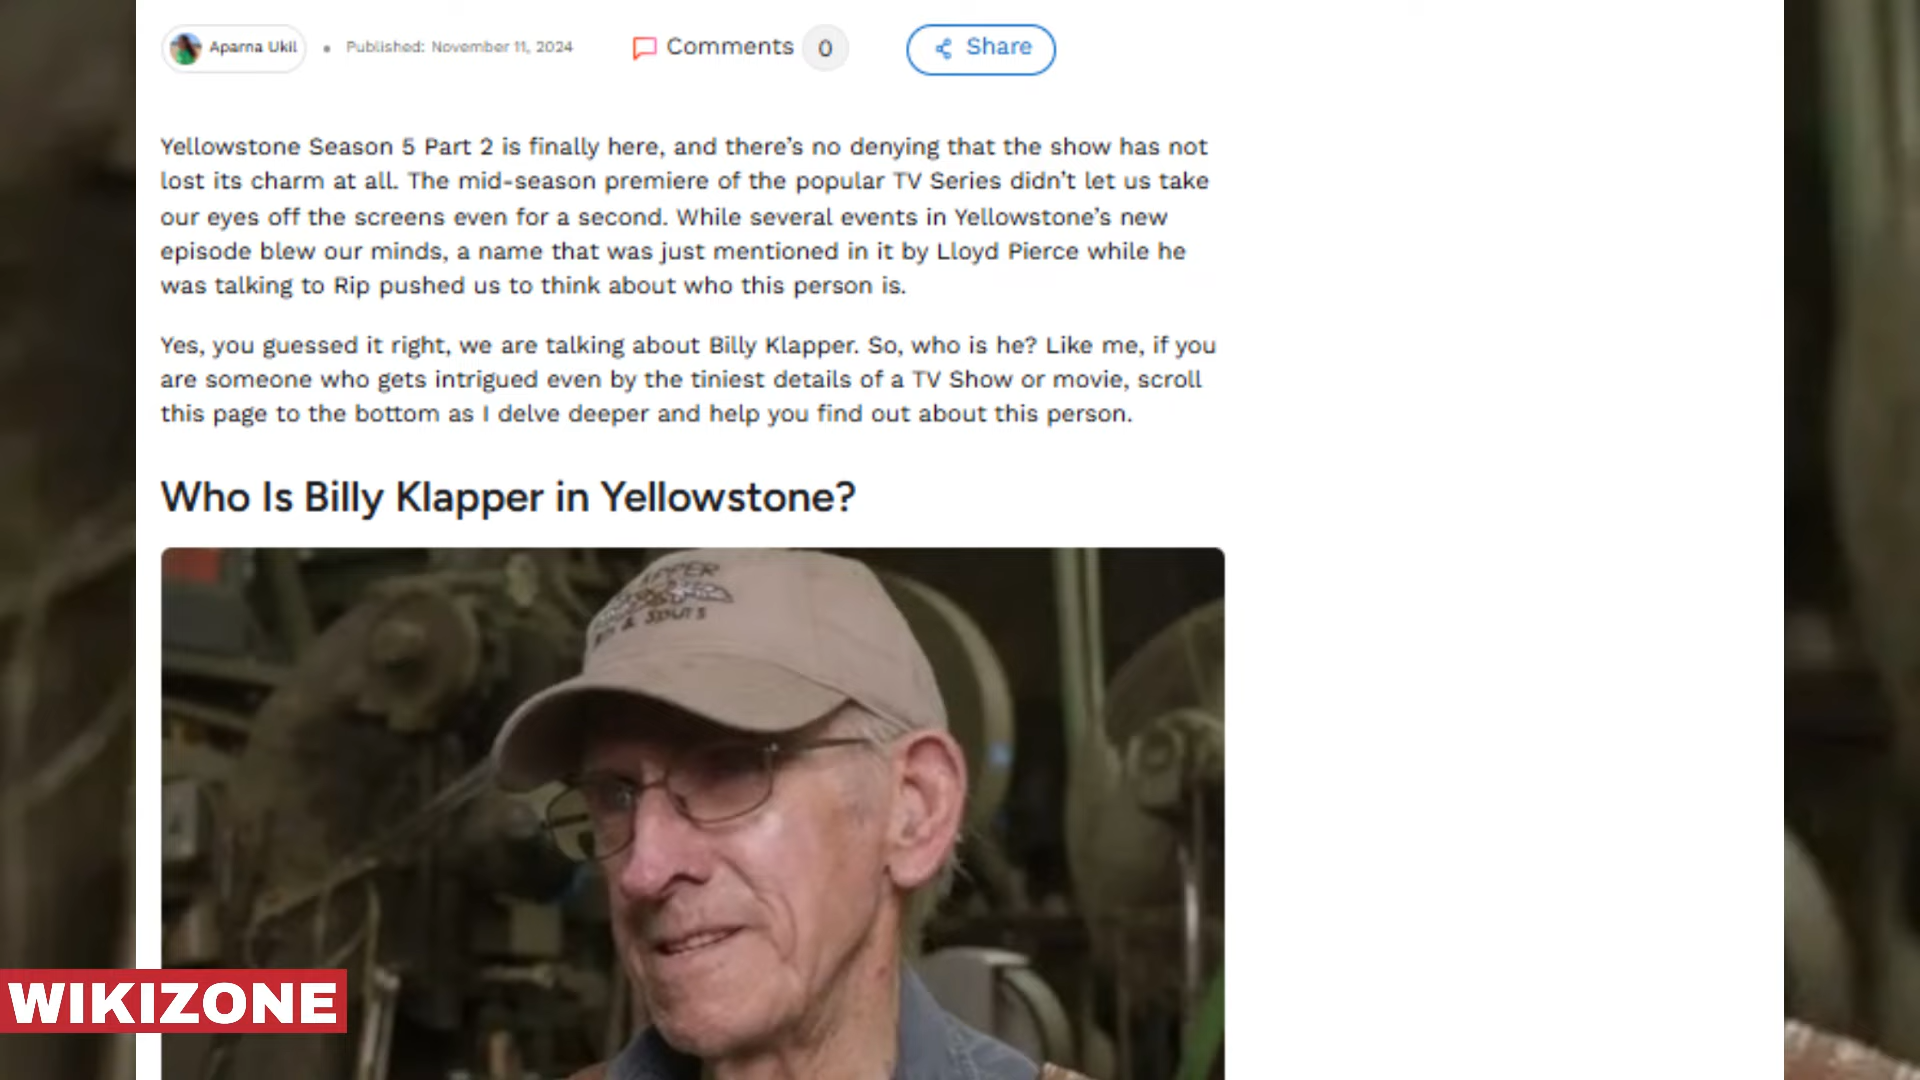 Aparna Ukil • Published: November 11, 2024 Comments 0 Share
Yellowstone Season 5 Part 2 is finally here, and there’s no denying that the show has not
lost its charm at all. The mid-season premiere of the popular TV Series didn’t let us take
our eyes off the screens even for a second. While several events in Yellowstone’s new
episode blew our minds, a name that was just mentioned in it by Lloyd Pierce while he
was talking to Rip pushed us to think about who this person is.
Yes, you guessed it right, we are talking about Billy Klapper. So, who is he? Like me, if you
are someone who gets intrigued even by the tiniest details of a TV Show or movie, scroll
this page to the bottom as I delve deeper and help you find out about this person.
Who Is Billy Klapper in Yellowstone?
& SPURS
WIKIZONE